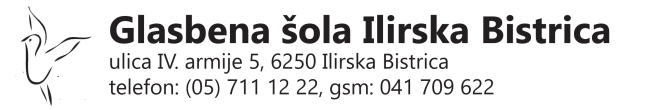 Glasbena šola Ilirska Bistrica
ulica IV. armije 5, 6250 Ilirska Bistrica
telefon: (05) 711 12 22, gsm: 041 709 622